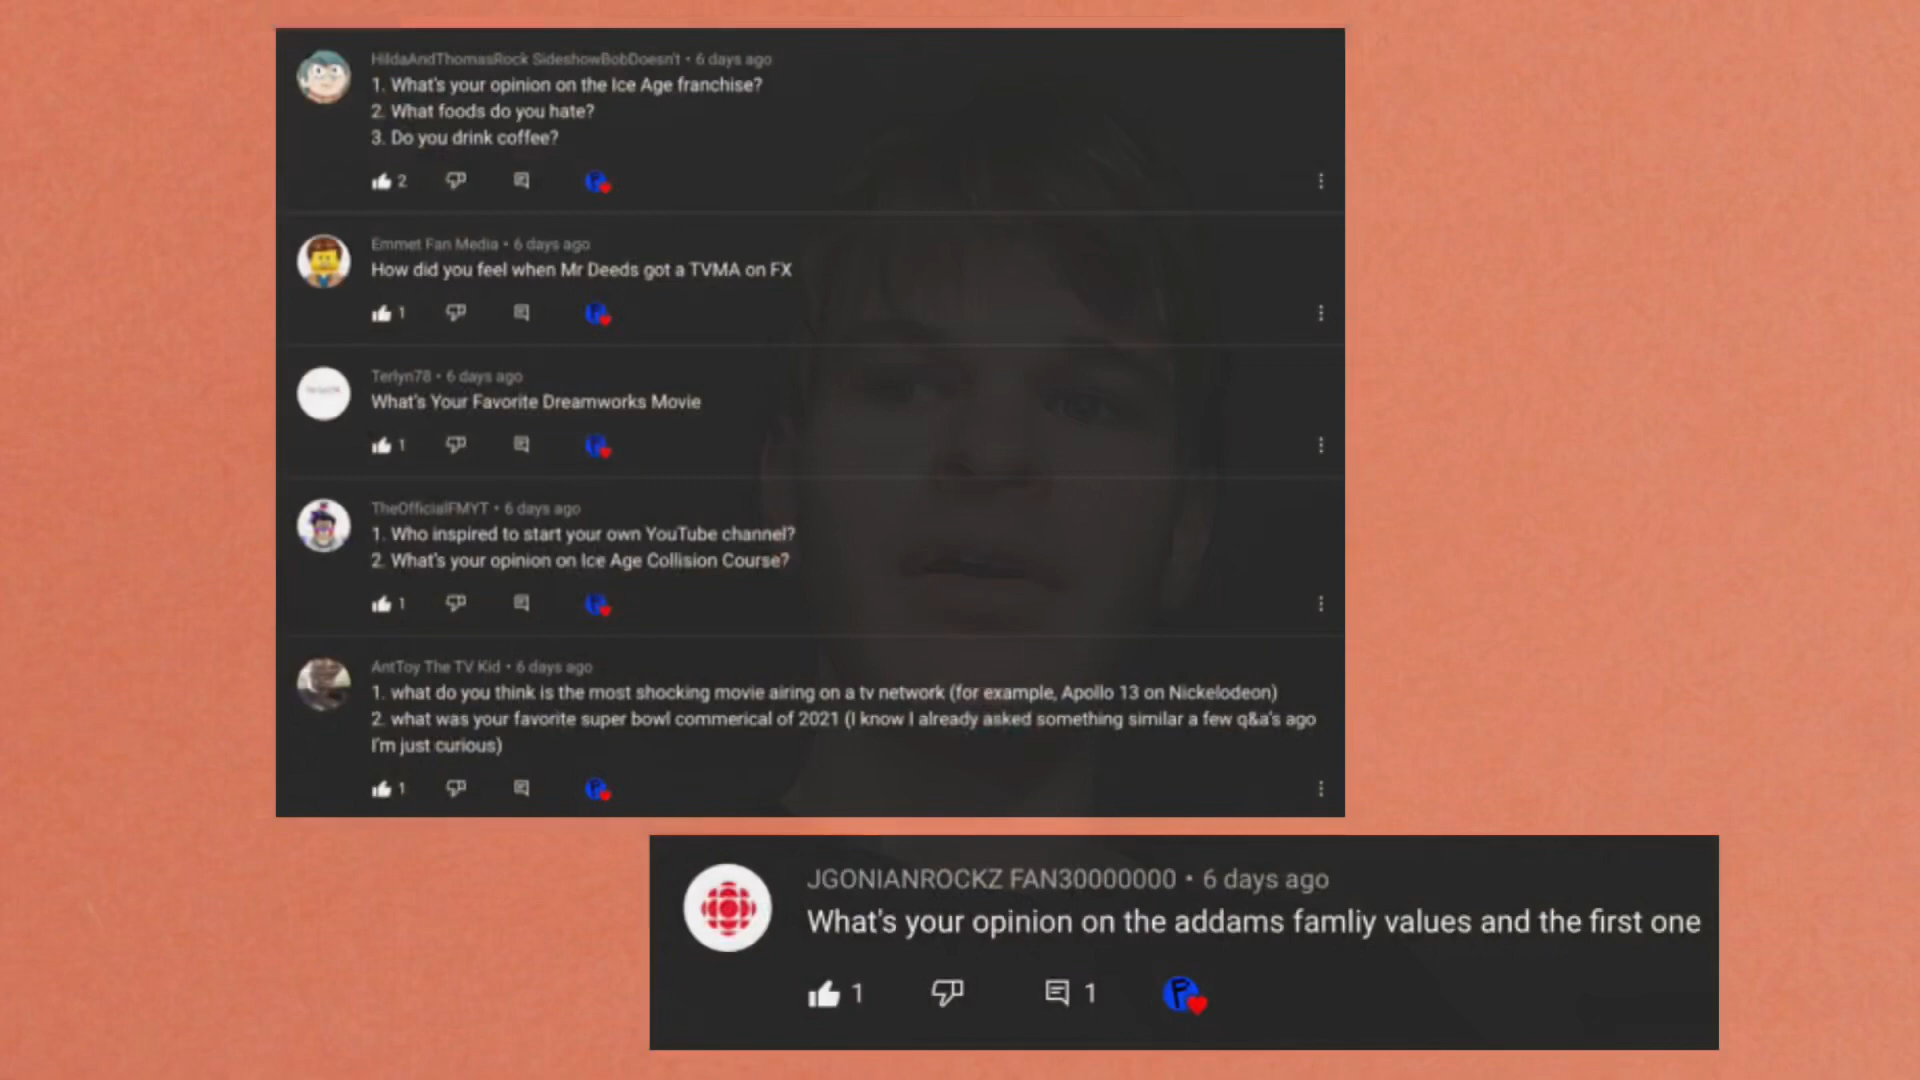 HildaAndThomasRock SideshowBobDoesn't • 6 days ago
1. What's your opinion on the Ice Age franchise?
2. What foods do you hate?
3. Do you drink coffee?
2
Emmet Fan Media • 6 days ago
How did you feel when Mr Deeds got a TVMA on FX
1
Terlyn78 • 6 days ago
What's Your Favorite Dreamworks Movie
1
TheOfficialFMYT • 6 days ago
1. Who inspired to start your own YouTube channel?
2. What's your opinion on Ice Age Collision Course?
1
AntToy The TV Kid • 6 days ago
1. what do you think is the most shocking movie airing on a tv network (for example, Apollo 13 on Nickelodeon)
2. what was your favorite super bowl commerical of 2021 (I know I already asked something similar a few q&a's ago
I'm just curious)
1
JGONIANROCKZ FAN30000000 • 6 days ago
What's your opinion on the addams famliy values and the first one
1 1